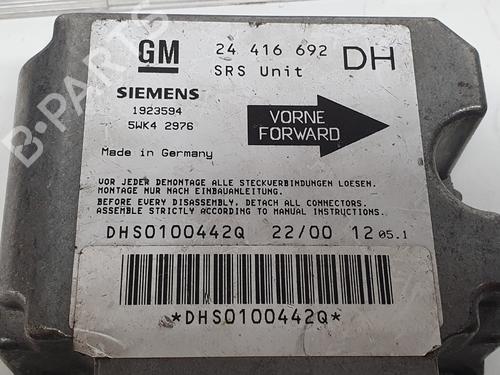 GM
24 416 692 DH
SRS Unit
SIEMENS
1923594
5WK4 2976
VORNE
FORWARD
Made in Germany
VOR JEDER DEMONTAGE ALLE STECKVERBINDUNGEN LOESEN.
MONTAGE NUR NACH EINBAUANLEITUNG.
BEFORE EVERY DISASSEMBLY, DETACH ALL CONNECTORS.
ASSEMBLE STRICTLY ACCORDING TO MANUAL INSTRUCTIONS.
DHS0100442Q 22/00 12 05.1
*DHS0100442Q*
B-PARTS